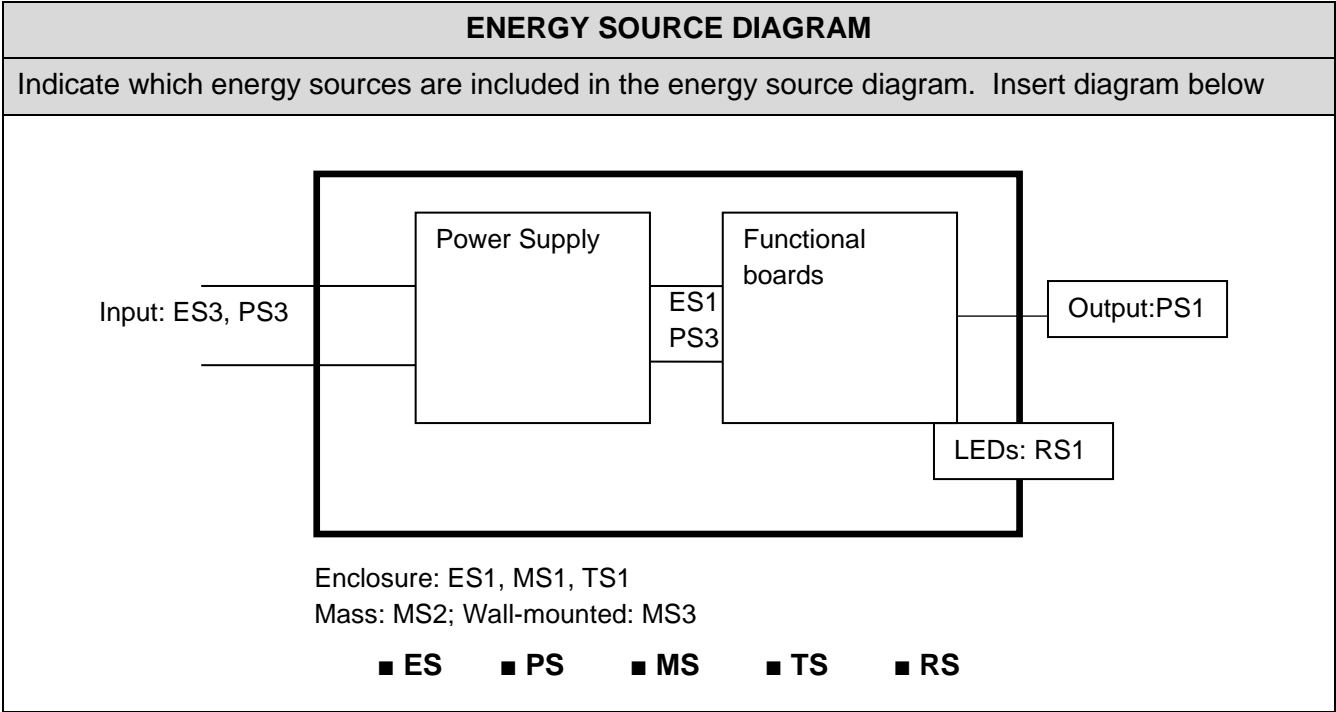 ENERGY SOURCE DIAGRAM
Indicate which energy sources are included in the energy source diagram.  Insert diagram below
Power Supply
Functional
boards
Input: ES3, PS3
ES1
PS3
Output:PS1
LEDs: RS1
Enclosure: ES1, MS1, TS1
Mass: MS2; Wall-mounted: MS3
■ ES ■ PS ■ MS ■ TS ■ RS